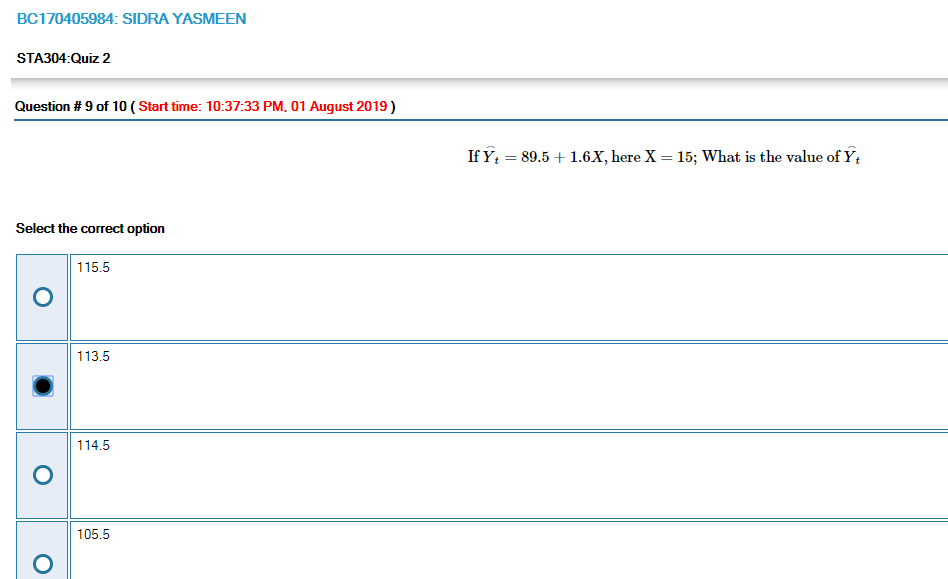 BC170405984: SIDRA YASMEEN
STA304:Quiz 2
Question # 9 of 10 ( Start time: 10:37:33 PM, 01 August 2019 )
If Ŷₜ = 89.5 + 1.6X, here X = 15; What is the value of Ŷₜ
Select the correct option
115.5
113.5
114.5
105.5